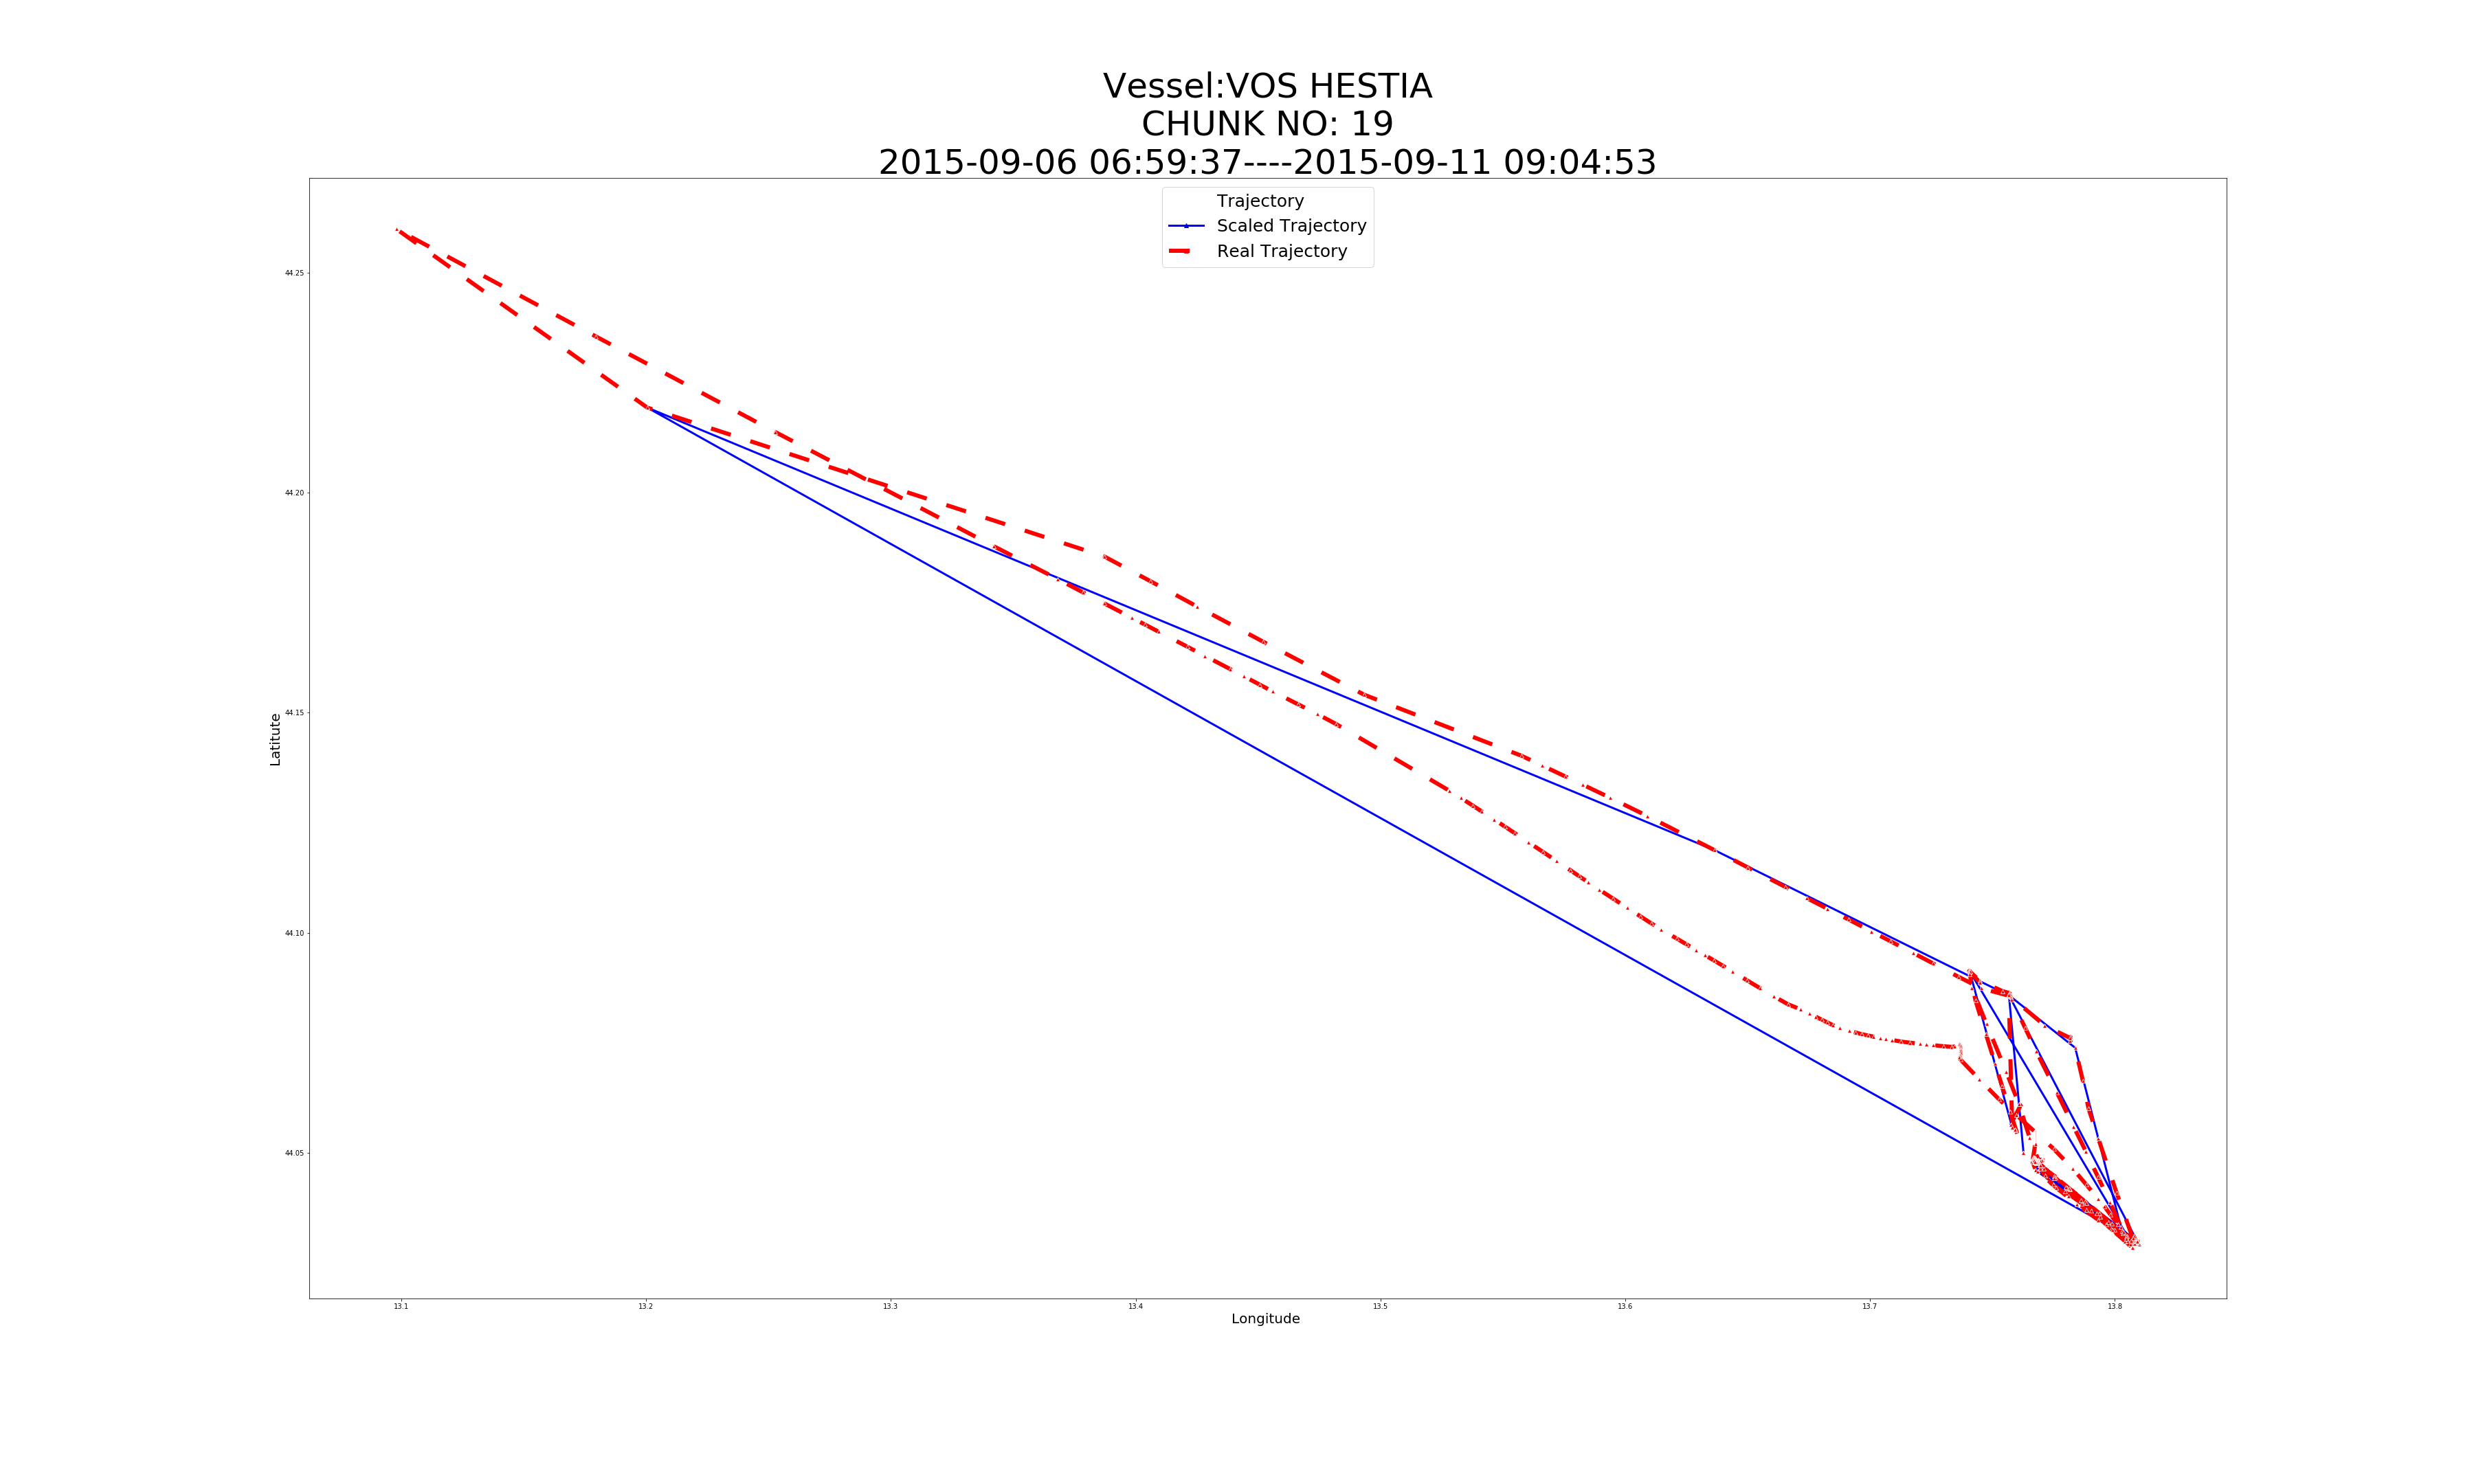 Vessel:VOS HESTIA
CHUNK NO: 19
2015-09-06 06:59:37----2015-09-11 09:04:53
Trajectory
Scaled Trajectory
Real Trajectory
44.25
44.20
44.15
44.10
44.05
Latitute
13.1 13.2 13.3 13.4 13.5 13.6 13.7 13.8
Longitude